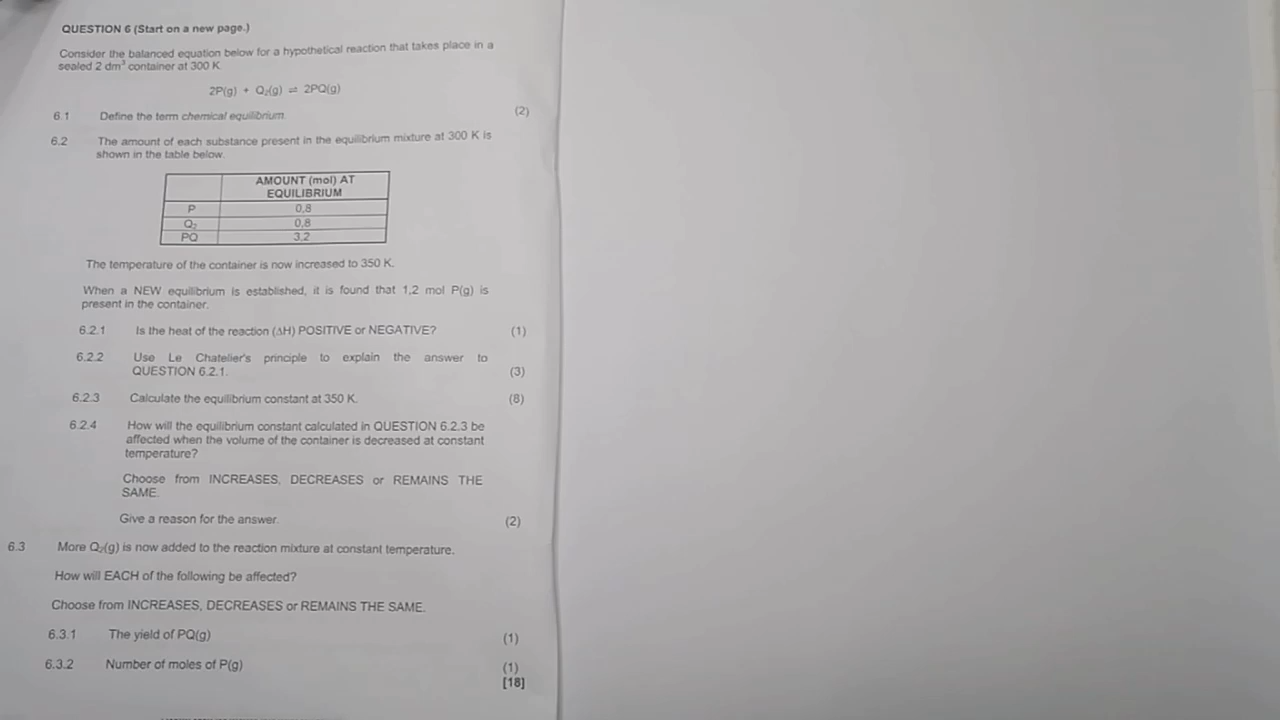 QUESTION 6 (Start on a new page.)
Consider the balanced equation below for a hypothetical reaction that takes place in a
sealed 2 dm³ container at 300 K.
2P(g) + Q₂(g) ⇌ 2PQ(g)
6.1 Define the term chemical equilibrium. (2)
6.2 The amount of each substance present in the equilibrium mixture at 300 K is
shown in the table below.
AMOUNT (mol) AT
EQUILIBRIUM
P 0,8
Q₂ 0,8
PQ 3,2
The temperature of the container is now increased to 350 K.
When a NEW equilibrium is established, it is found that 1,2 mol P(g) is
present in the container.
6.2.1 Is the heat of the reaction (ΔH) POSITIVE or NEGATIVE? (1)
6.2.2 Use Le Chatelier's principle to explain the answer to
QUESTION 6.2.1. (3)
6.2.3 Calculate the equilibrium constant at 350 K. (8)
6.2.4 How will the equilibrium constant calculated in QUESTION 6.2.3 be
affected when the volume of the container is decreased at constant
temperature?
Choose from INCREASES, DECREASES or REMAINS THE
SAME.
Give a reason for the answer. (2)
6.3 More Q₂(g) is now added to the reaction mixture at constant temperature.
How will EACH of the following be affected?
Choose from INCREASES, DECREASES or REMAINS THE SAME.
6.3.1 The yield of PQ(g) (1)
6.3.2 Number of moles of P(g) (1)
[18]